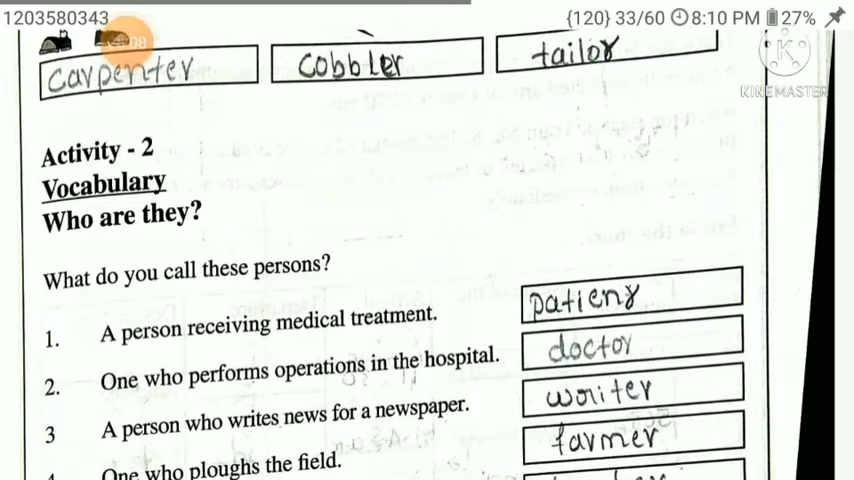 1203580343 {120} 33/60 8:10 PM 27%
carpenter cobbler tailor
KINEMASTER
Activity - 2
Vocabulary
Who are they?
What do you call these persons?
1. A person receiving medical treatment. patient
2. One who performs operations in the hospital. doctor
3 A person who writes news for a newspaper. writer
One who ploughs the field. farmer